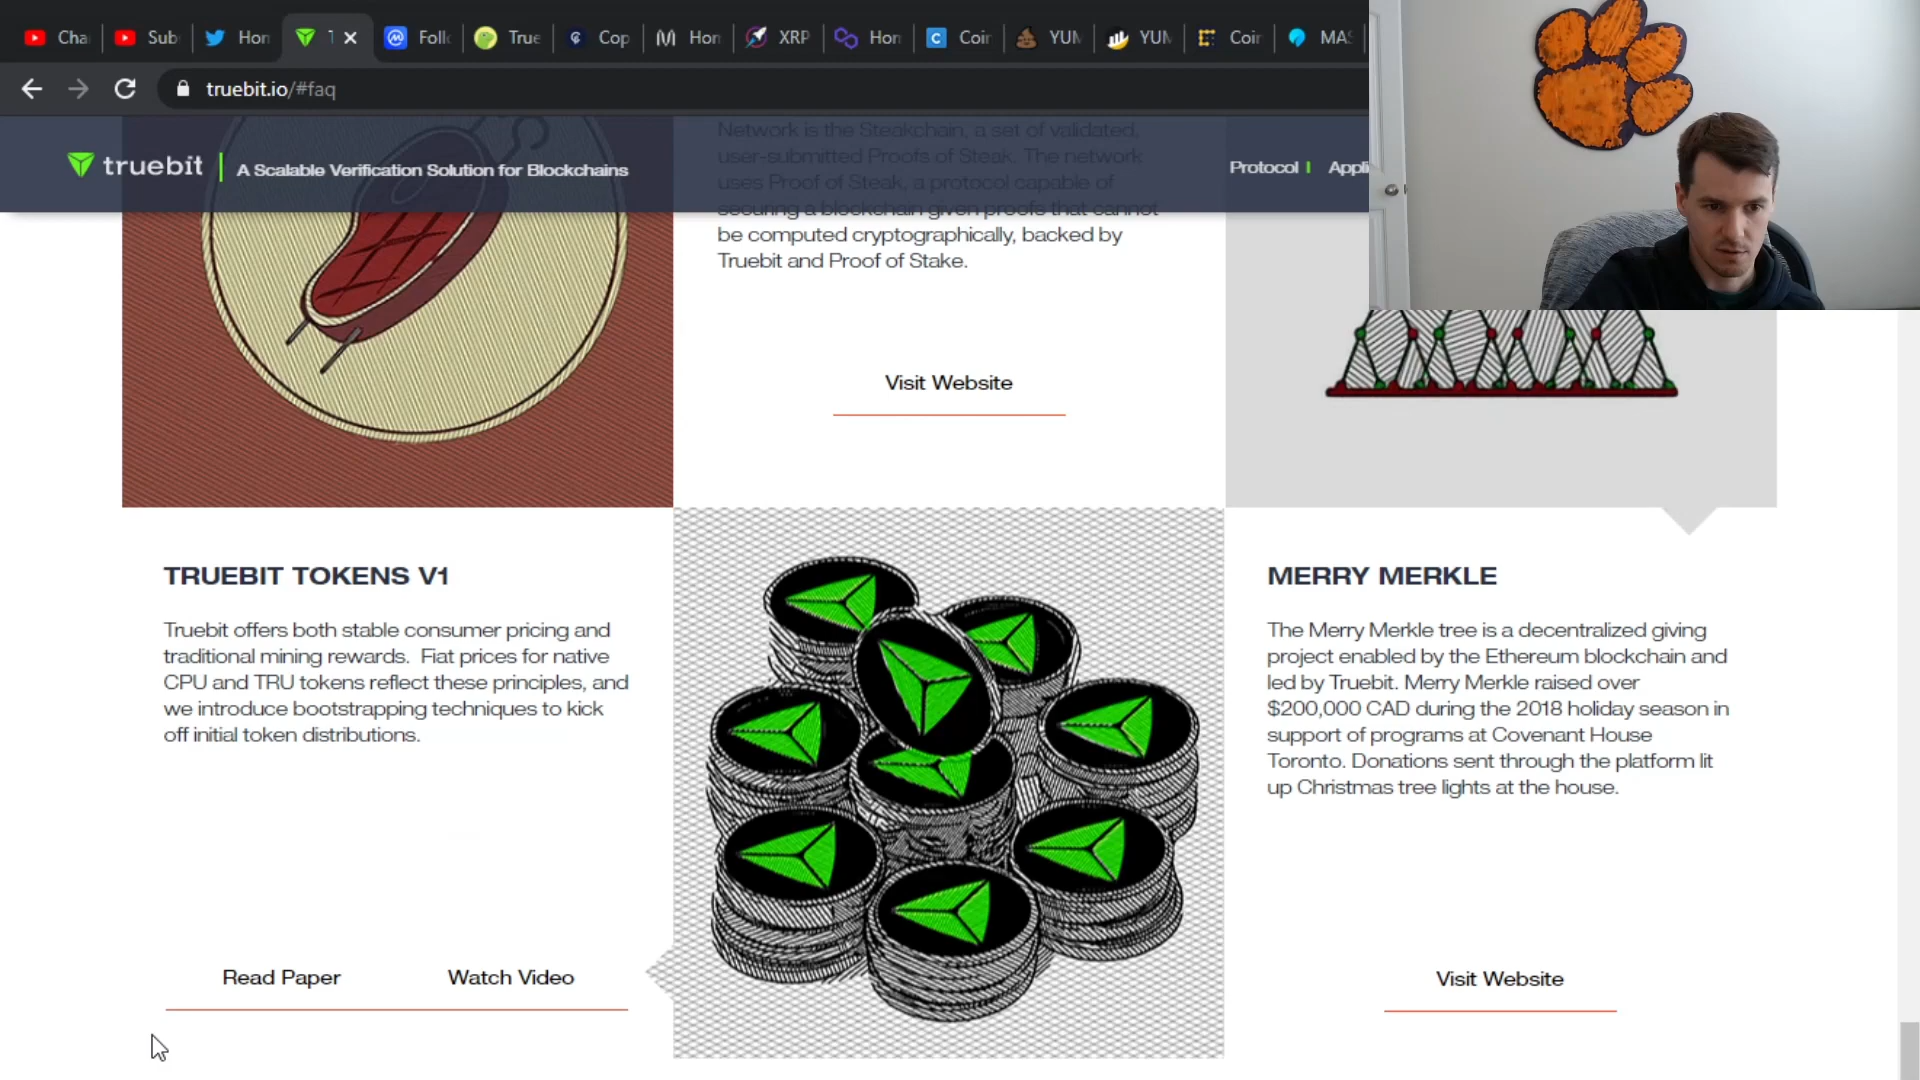 Cha
Sub
Hon
Foll
True
Cop
Hon
XRP
Hon
Coin
YUM
YUM
Coin
MAS
truebit.io/#faq
truebit
A Scalable Verification Solution for Blockchains
Protocol
Appli
Network is the Steakchain, a set of validated,
user-submitted Proofs of Steak. The network
uses Proof of Steak, a protocol capable of
securing a blockchain given proofs that cannot
be computed cryptographically, backed by
Truebit and Proof of Stake.
Visit Website
TRUEBIT TOKENS V1
Truebit offers both stable consumer pricing and
traditional mining rewards. Fiat prices for native
CPU and TRU tokens reflect these principles, and
we introduce bootstrapping techniques to kick
off initial token distributions.
Read Paper
Watch Video
MERRY MERKLE
The Merry Merkle tree is a decentralized giving
project enabled by the Ethereum blockchain and
led by Truebit. Merry Merkle raised over
$200,000 CAD during the 2018 holiday season in
support of programs at Covenant House
Toronto. Donations sent through the platform lit
up Christmas tree lights at the house.
Visit Website